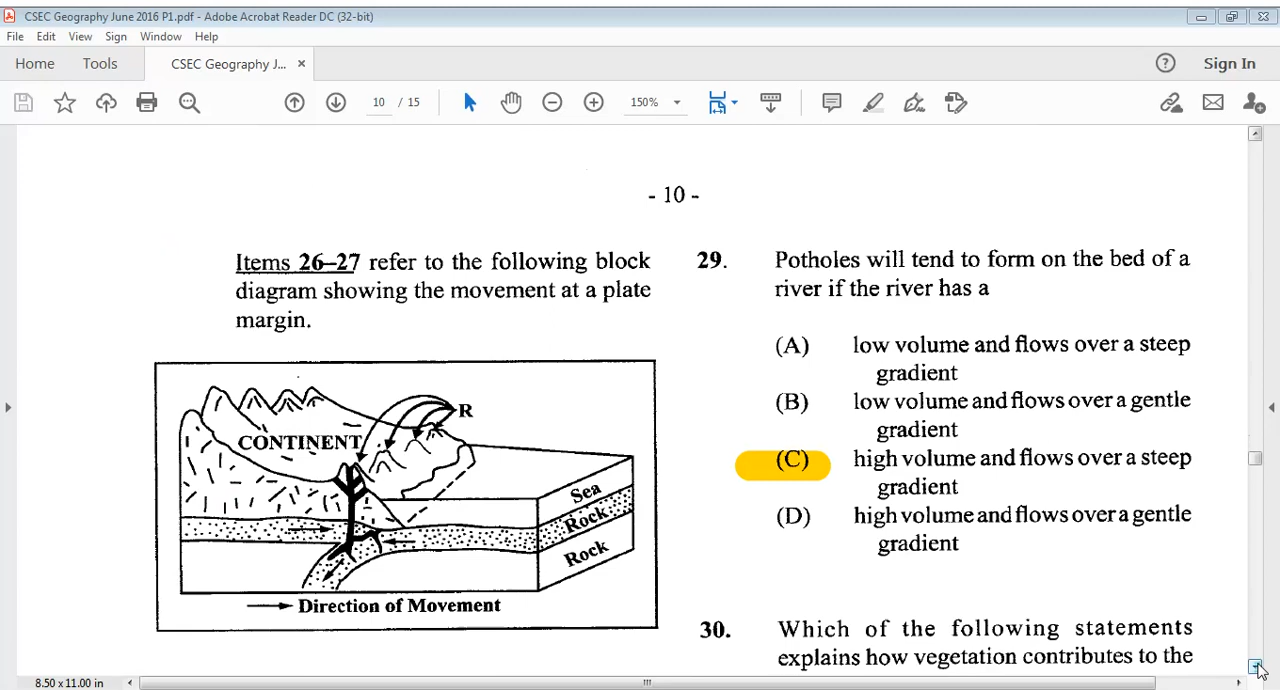 CSEC Geography June 2016 P1.pdf - Adobe Acrobat Reader DC (32-bit)
File Edit View Sign Window Help
Home Tools CSEC Geography J... ×
Sign In
10 / 15
150%
- 10 -
Items 26–27 refer to the following block
diagram showing the movement at a plate
margin.
R
CONTINENT
Sea
Rock
Rock
Direction of Movement
29. Potholes will tend to form on the bed of a
river if the river has a
(A) low volume and flows over a steep
gradient
(B) low volume and flows over a gentle
gradient
(C) high volume and flows over a steep
gradient
(D) high volume and flows over a gentle
gradient
30. Which of the following statements
explains how vegetation contributes to the
8.50 x 11.00 in